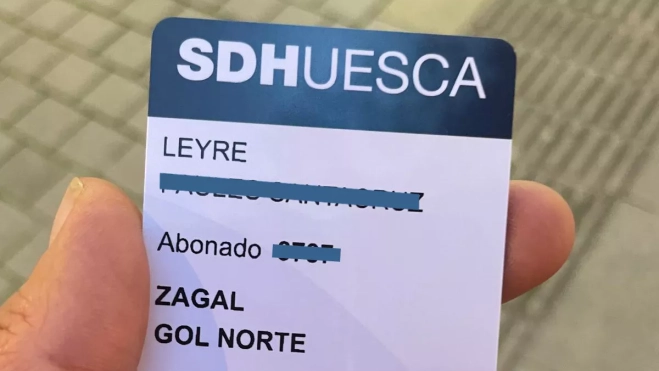 SDHUESCA
LEYRE
Abonado
ZAGAL
GOL NORTE